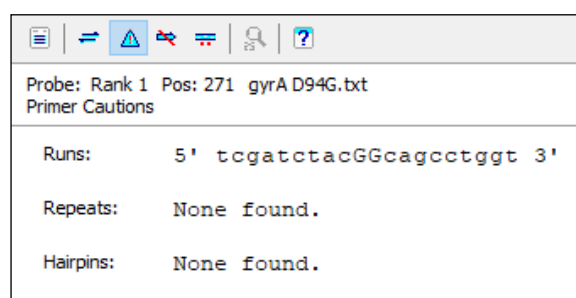 Probe: Rank 1 Pos: 271 gyrA D94G.txt
Primer Cautions
Runs: 5' tcgatctacGGcagcctggt 3'
Repeats: None found.
Hairpins: None found.